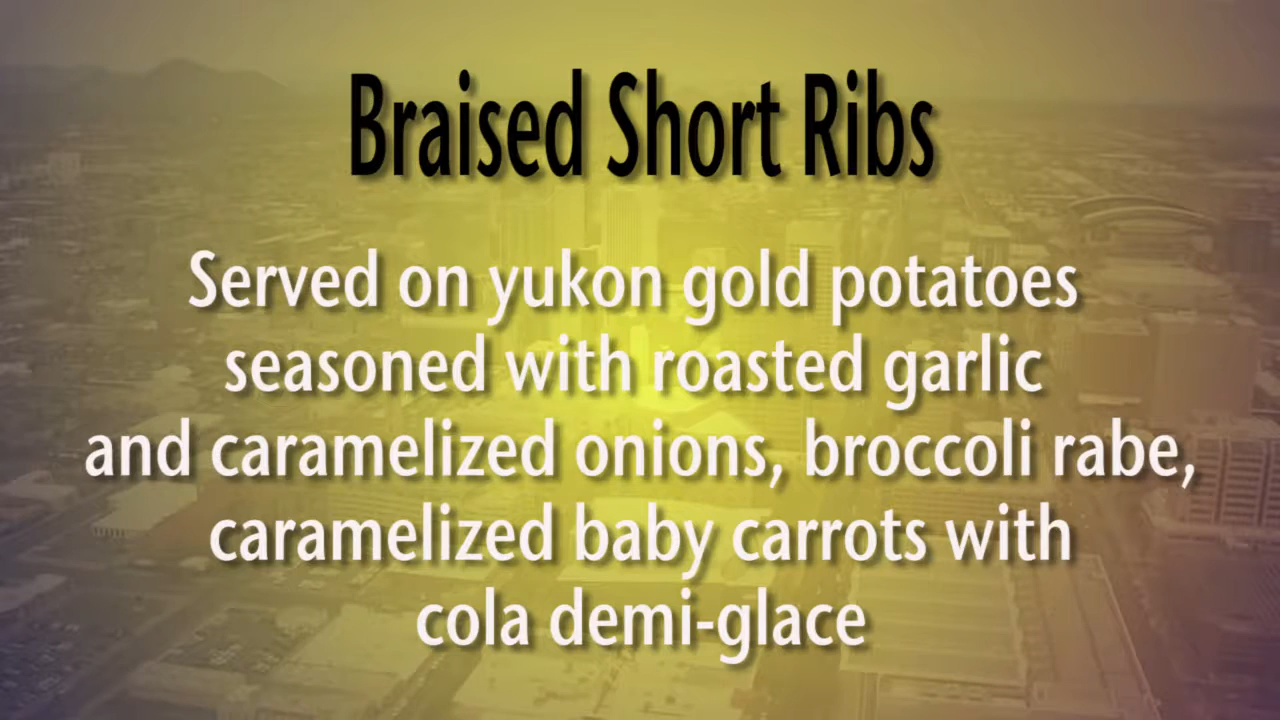 Braised Short Ribs
Served on yukon gold potatoes
seasoned with roasted garlic
and caramelized onions, broccoli rabe,
caramelized baby carrots with
cola demi-glace